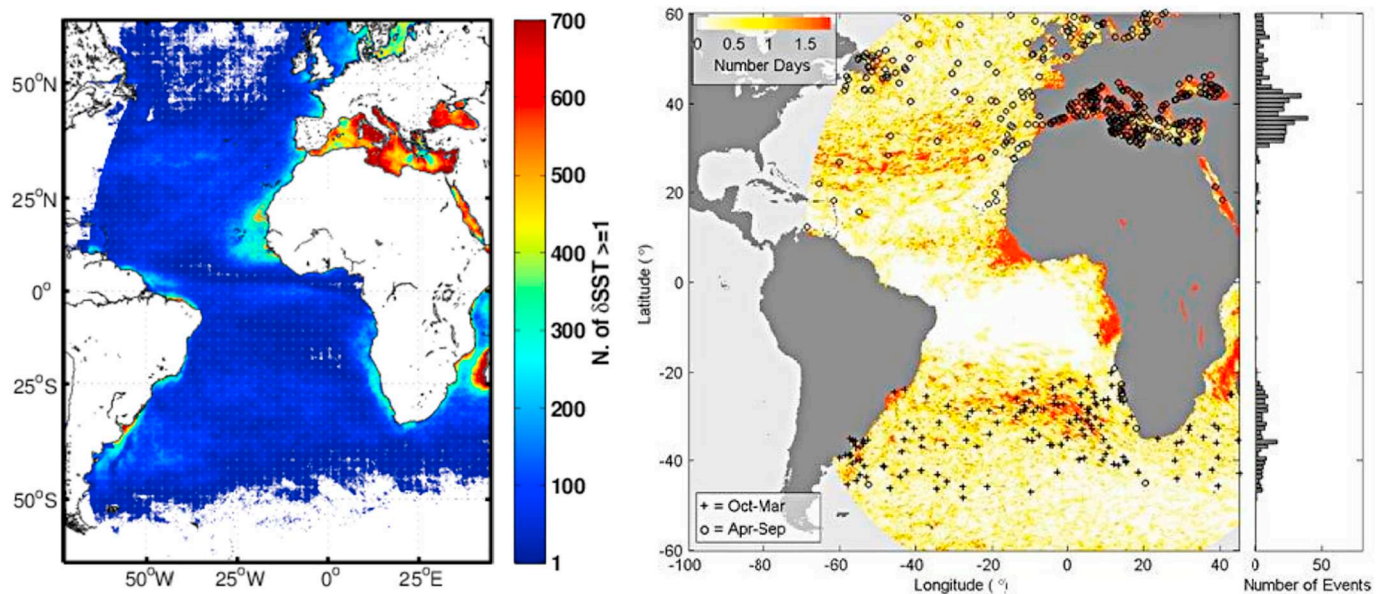 50°N
25°N
0°
25°S
50°S
50°W
0°
25°E
700
600
500
400
300
200
100
1
N. of δSST >=1
60
40
20
0
-20
-40
-60
Latitude (°)
0 0.5 1 1.5
Number Days
+ = Oct-Mar
o = Apr-Sep
-100 -80 -60 -40 -20 0 20 40
Longitude (°)
0 50
Number of Events